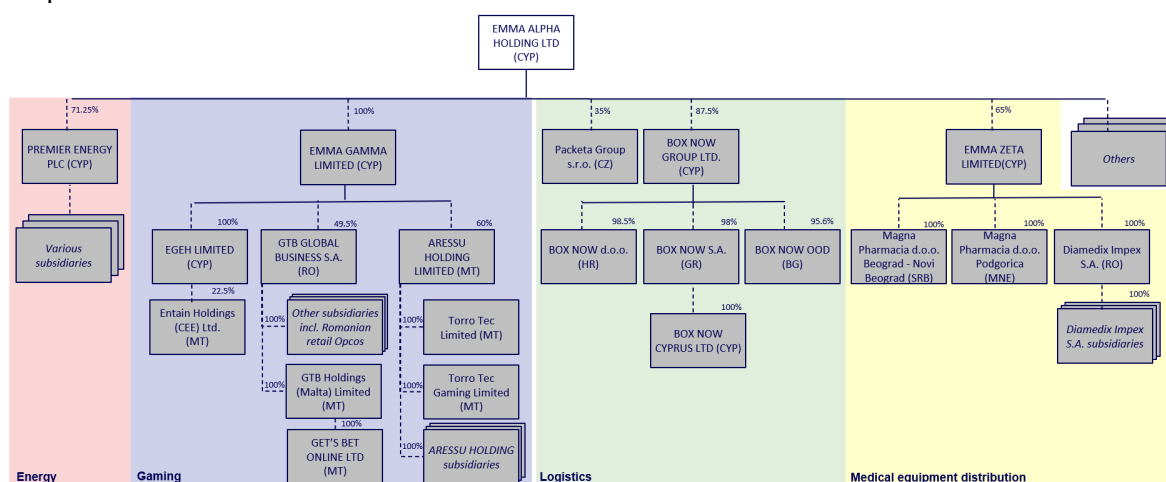 EMMA ALPHA
HOLDING LTD
(CYP)
71.25%
100%
35%
87.5%
65%
PREMIER ENERGY
PLC (CYP)
EMMA GAMMA
LIMITED (CYP)
Packeta Group
s.r.o. (CZ)
BOX NOW
GROUP LTD.
(CYP)
EMMA ZETA
LIMITED(CYP)
Others
Various
subsidiaries
100%
49.5%
60%
98.5%
98%
95.6%
100%
100%
100%
EGEH LIMITED
(CYP)
GTB GLOBAL
BUSINESS S.A.
(RO)
ARESSU
HOLDING
LIMITED (MT)
BOX NOW d.o.o.
(HR)
BOX NOW S.A.
(GR)
BOX NOW OOD
(BG)
Magna
Pharmacia d.o.o.
Beograd - Novi
Beograd (SRB)
Magna
Pharmacia d.o.o.
Podgorica
(MNE)
Diamedix Impex
S.A. (RO)
22.5%
Entain Holdings
(CEE) Ltd.
(MT)
100%
Other subsidiaries
incl. Romanian
retail Opcos
100%
Torro Tec
Limited (MT)
100%
BOX NOW
CYPRUS LTD (CYP)
100%
Diamedix Impex
S.A. subsidiaries
100%
GTB Holdings
(Malta) Limited
(MT)
100%
Torro Tec
Gaming Limited
(MT)
100%
GET'S BET
ONLINE LTD
(MT)
100%
ARESSU HOLDING
subsidiaries
Energy
Gaming
Logistics
Medical equipment distribution